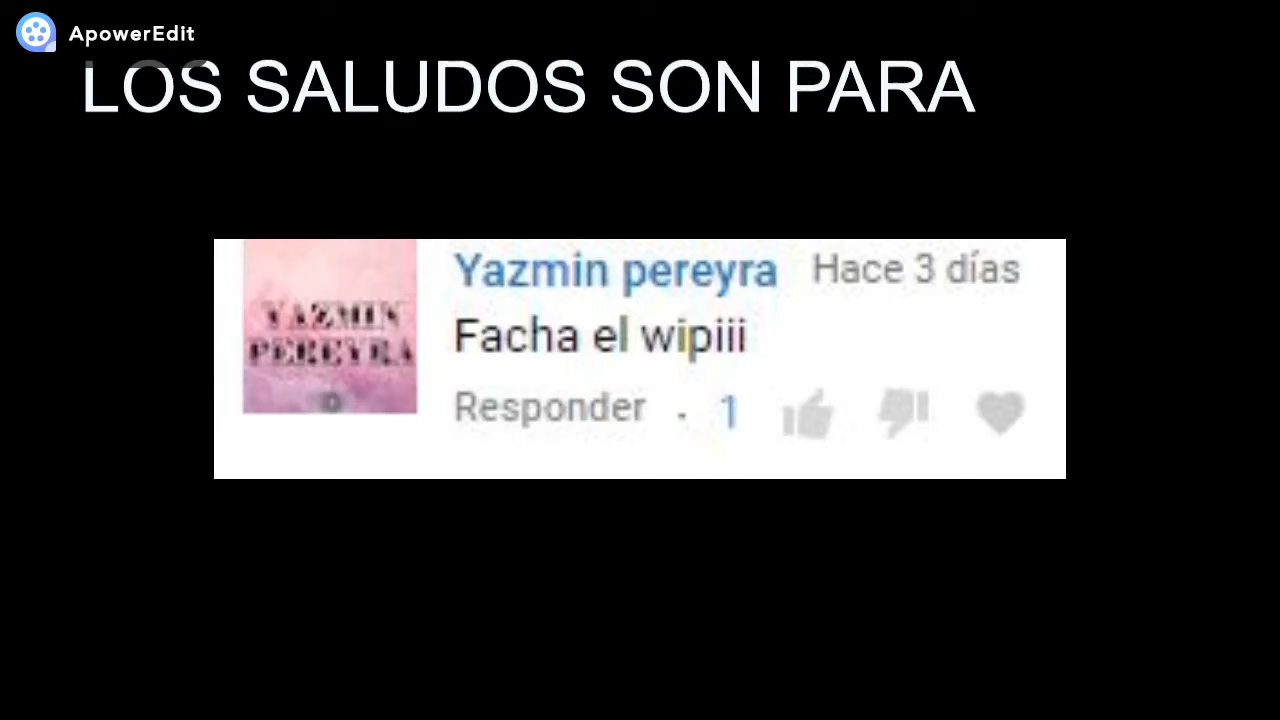 ApowerEdit
LOS SALUDOS SON PARA
YAZMIN
PEREYRA
Yazmin pereyra Hace 3 días
Facha el wipiii
Responder · 1